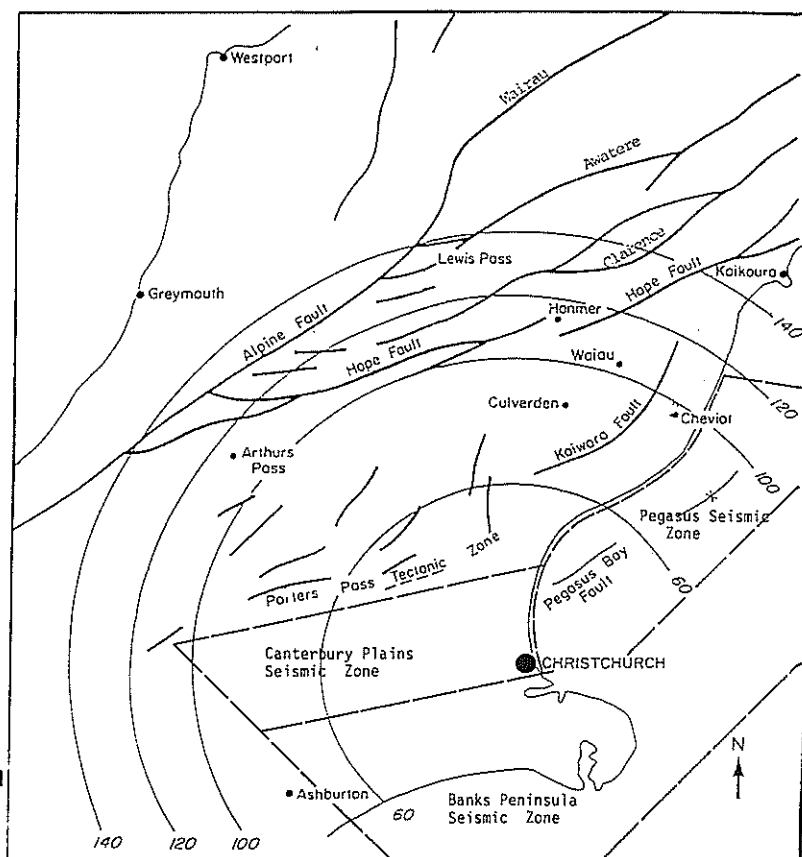 Westport
Wairau
Awatere
Lewis Pass
Clarence
Kaikoura
Hope Fault
Greymouth
Alpine Fault
Hanmer
140
Hope Fault
Waiau
120
Culverden
Cheviot
Kaiwara Fault
Arthurs
Pass
100
Pegasus Seismic
Zone
Porters Pass Tectonic Zone
Pegasus Bay
Fault
60
Canterbury Plains
Seismic Zone
CHRISTCHURCH
N
Ashburton
60
Banks Peninsula
Seismic Zone
140
120
100